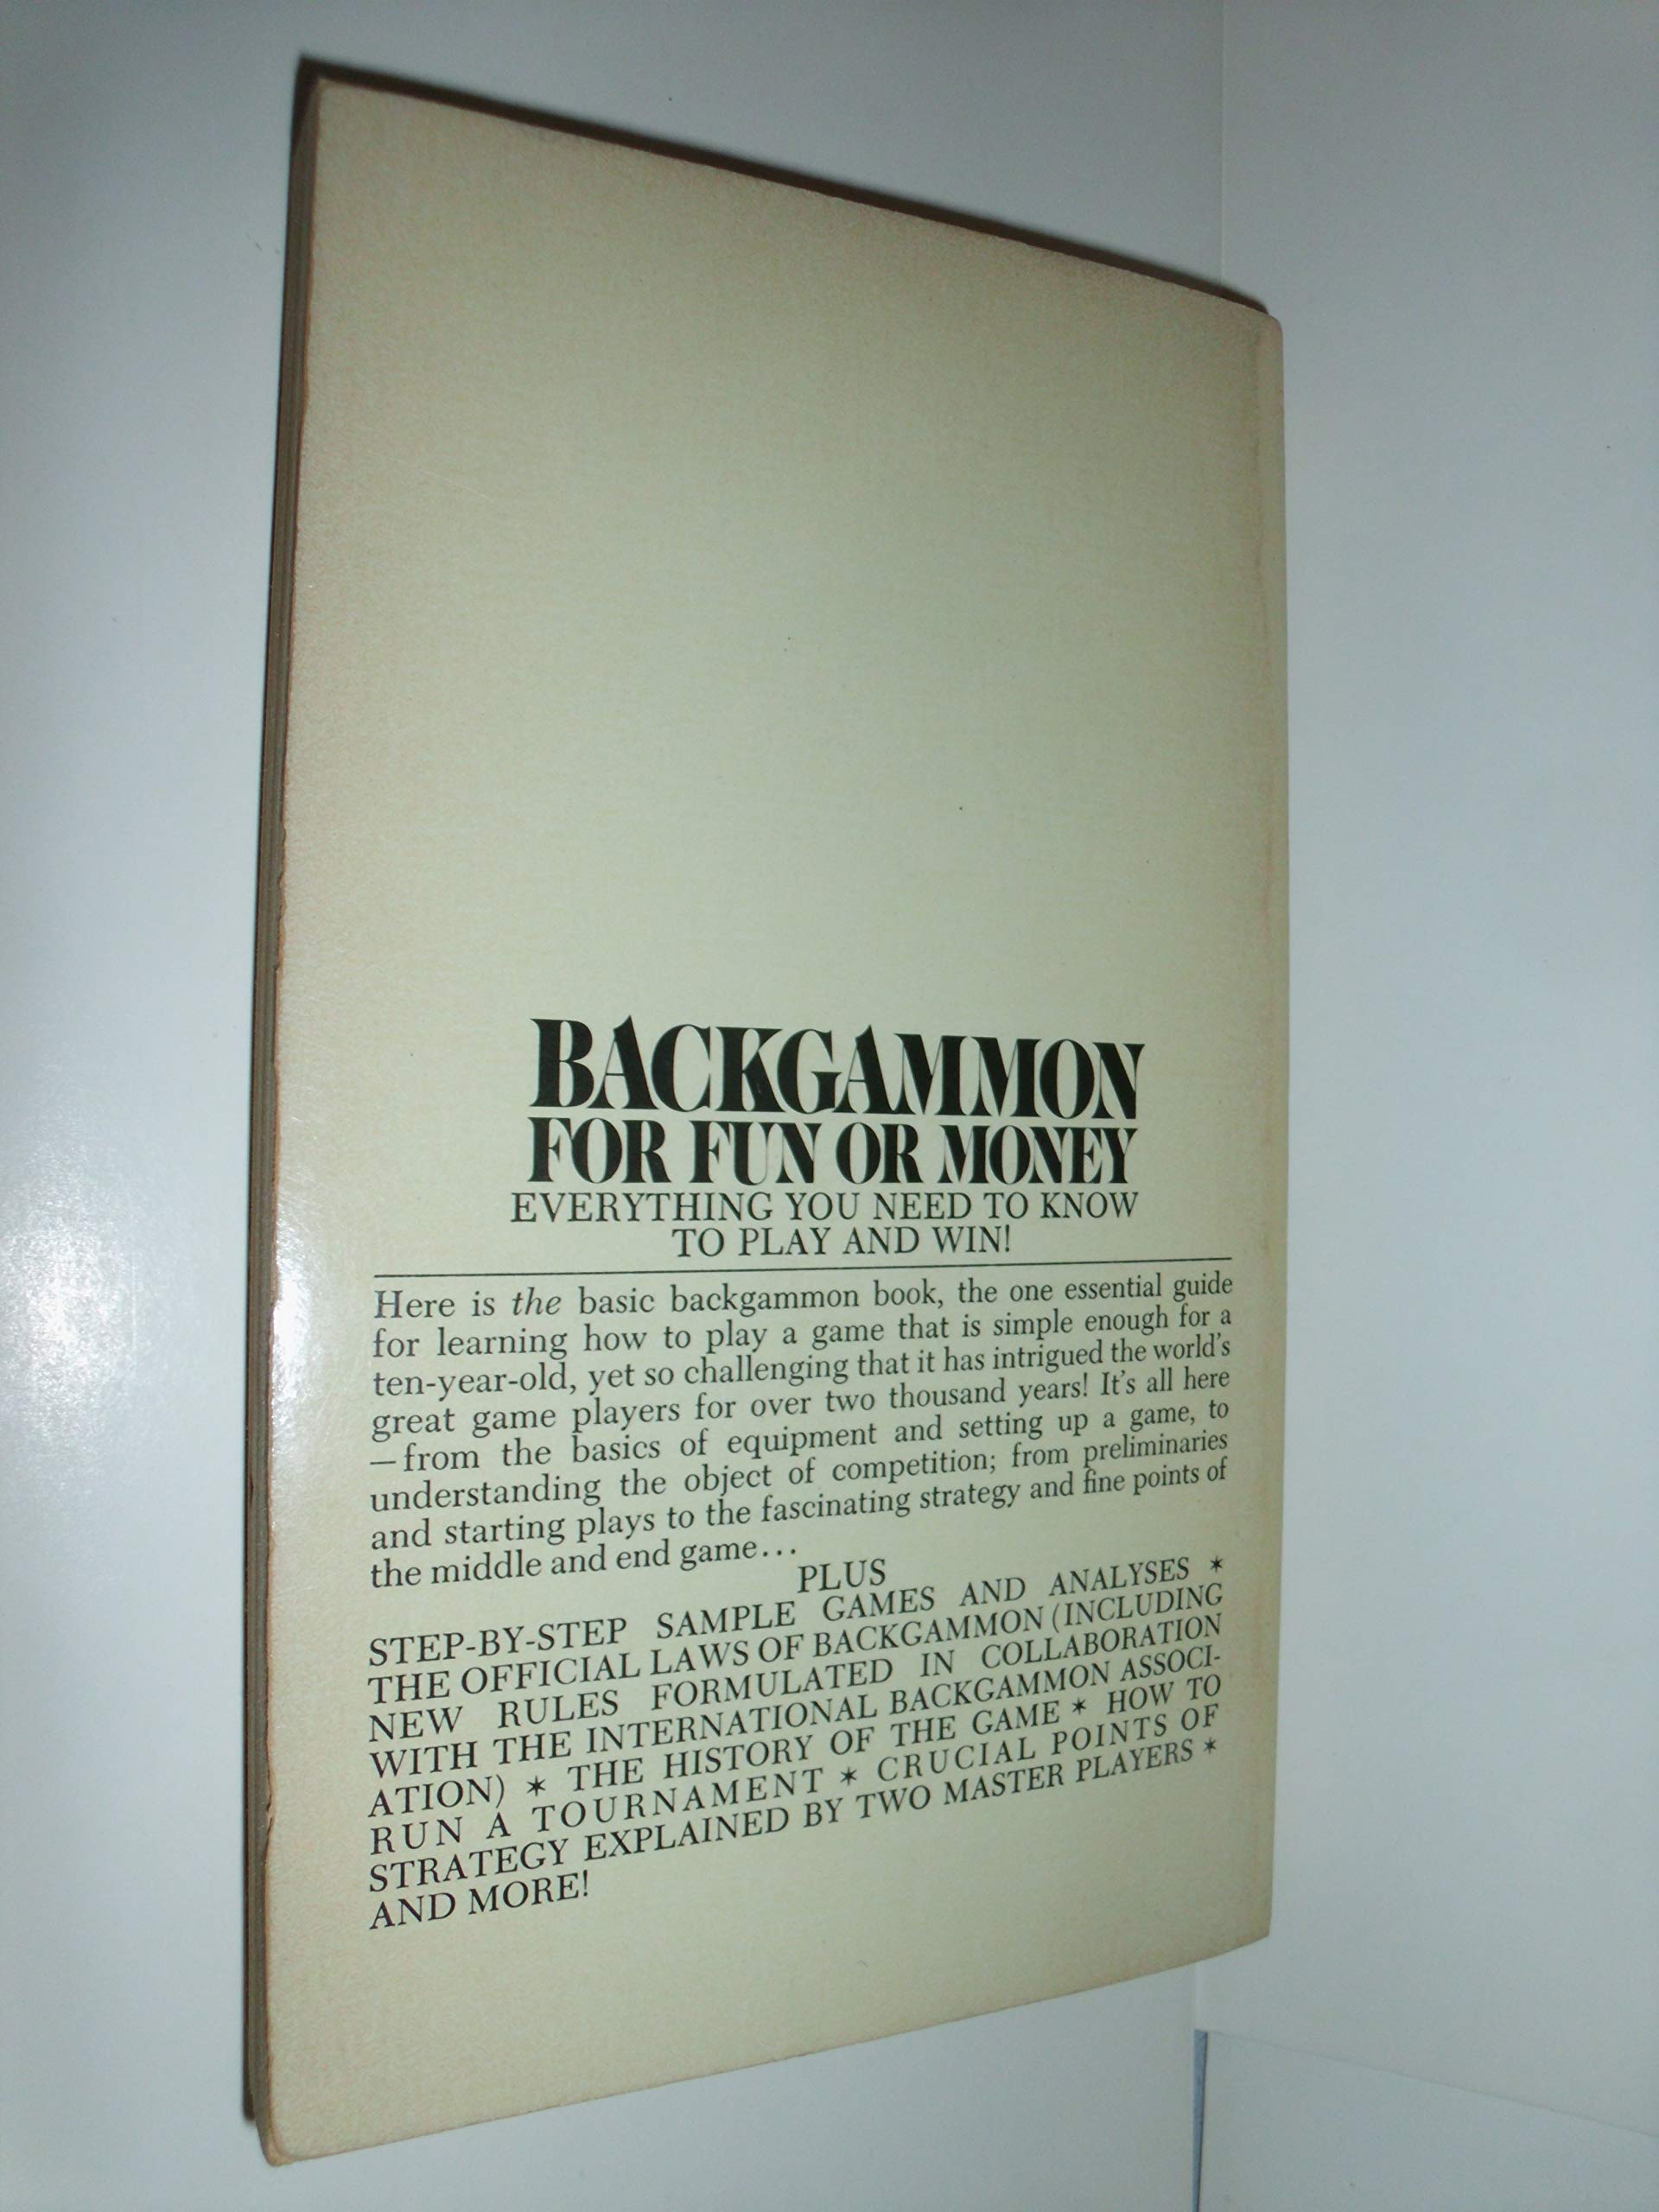 BACKGAMMON
FOR FUN OR MONEY
EVERYTHING YOU NEED TO KNOW
TO PLAY AND WIN!
Here is the basic backgammon book, the one essential guide
for learning how to play a game that is simple enough for a
ten-year-old, yet so challenging that it has intrigued the world's
great game players for over two thousand years! It's all here
—from the basics of equipment and setting up a game, to
understanding the object of competition; from preliminaries
and starting plays to the fascinating strategy and fine points of
the middle and end game...
PLUS
STEP-BY-STEP SAMPLE GAMES AND ANALYSES *
THE OFFICIAL LAWS OF BACKGAMMON (INCLUDING
NEW RULES FORMULATED IN COLLABORATION
WITH THE INTERNATIONAL BACKGAMMON ASSOCI-
ATION) * THE HISTORY OF THE GAME * HOW TO
RUN A TOURNAMENT * CRUCIAL POINTS OF
STRATEGY EXPLAINED BY TWO MASTER PLAYERS *
AND MORE!